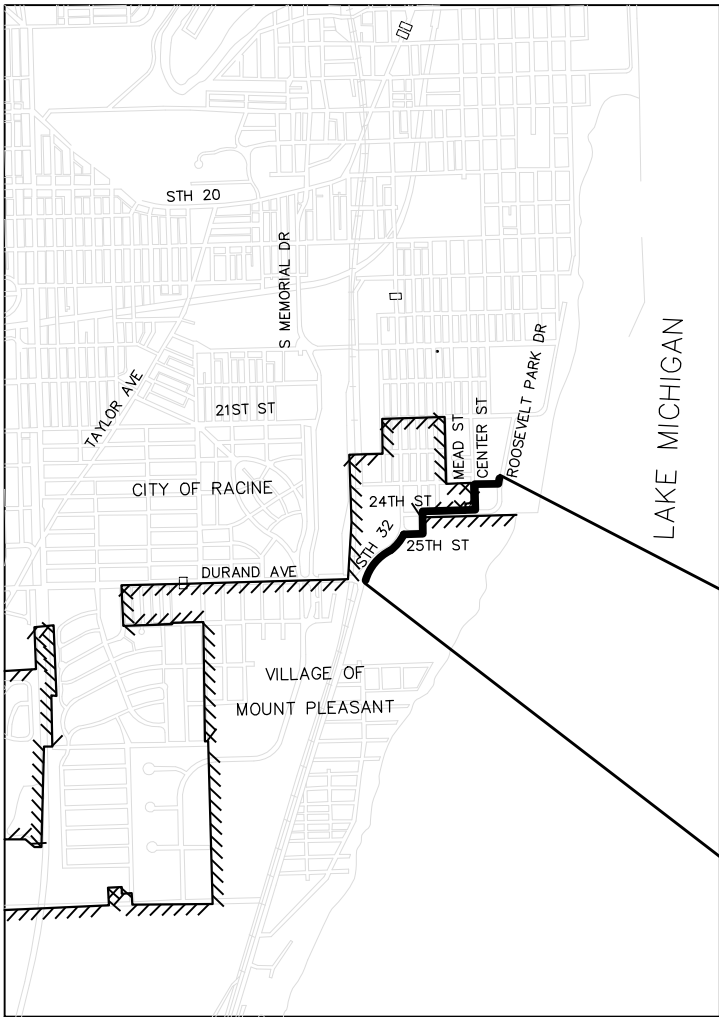 STH 20
S MEMORIAL DR
TAYLOR AVE
21ST ST
ROOSEVELT PARK DR
LAKE MICHIGAN
MEAD ST
CENTER ST
CITY OF RACINE
24TH ST
STH 32
25TH ST
DURAND AVE
VILLAGE OF
MOUNT PLEASANT